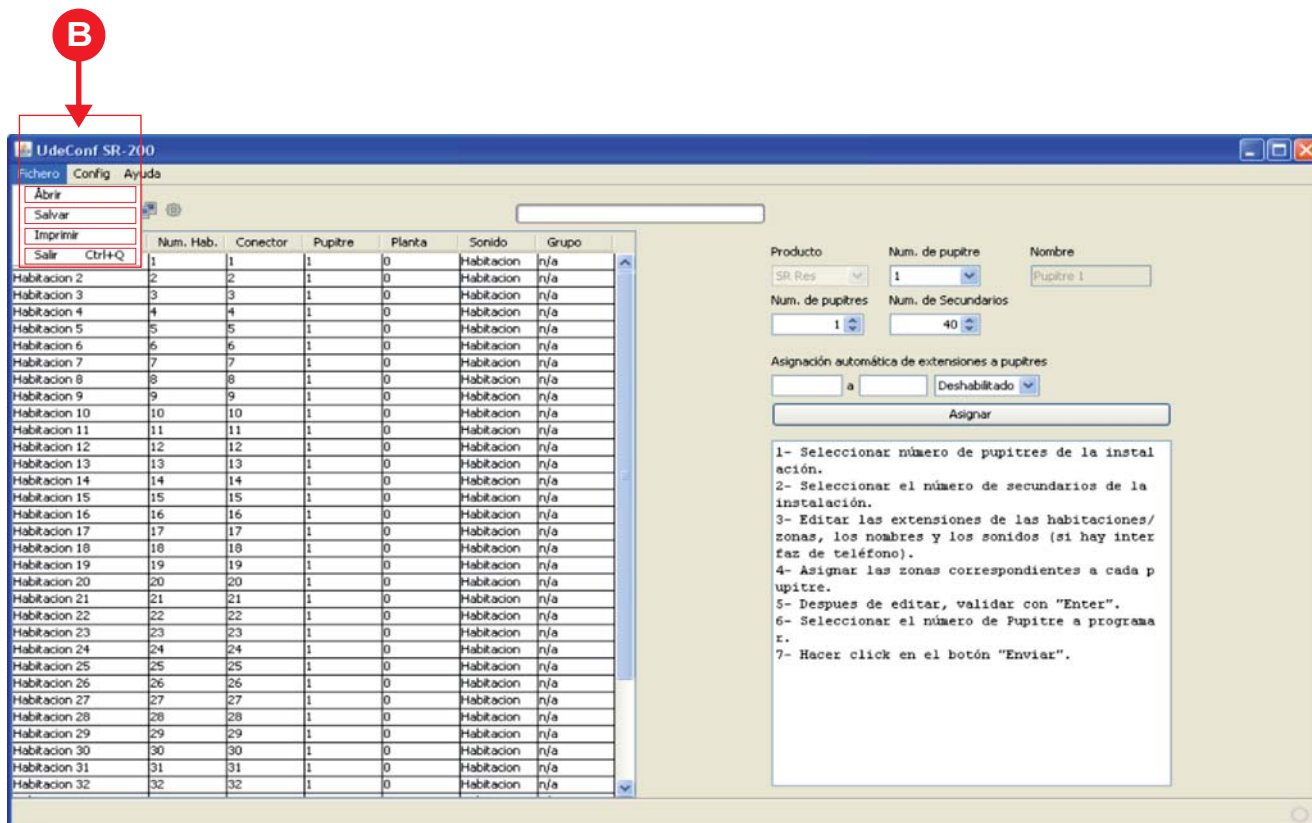 B
UdeConf SR-200
Fichero Config Ayuda
Abrir
Salvar
Imprimir
Salir Ctrl+Q
Num. Hab. Conector Pupitre Planta Sonido Grupo
1 1 1 0 Habitacion n/a
Habitacion 2 2 2 1 0 Habitacion n/a
Habitacion 3 3 3 1 0 Habitacion n/a
Habitacion 4 4 4 1 0 Habitacion n/a
Habitacion 5 5 5 1 0 Habitacion n/a
Habitacion 6 6 6 1 0 Habitacion n/a
Habitacion 7 7 7 1 0 Habitacion n/a
Habitacion 8 8 8 1 0 Habitacion n/a
Habitacion 9 9 9 1 0 Habitacion n/a
Habitacion 10 10 10 1 0 Habitacion n/a
Habitacion 11 11 11 1 0 Habitacion n/a
Habitacion 12 12 12 1 0 Habitacion n/a
Habitacion 13 13 13 1 0 Habitacion n/a
Habitacion 14 14 14 1 0 Habitacion n/a
Habitacion 15 15 15 1 0 Habitacion n/a
Habitacion 16 16 16 1 0 Habitacion n/a
Habitacion 17 17 17 1 0 Habitacion n/a
Habitacion 18 18 18 1 0 Habitacion n/a
Habitacion 19 19 19 1 0 Habitacion n/a
Habitacion 20 20 20 1 0 Habitacion n/a
Habitacion 21 21 21 1 0 Habitacion n/a
Habitacion 22 22 22 1 0 Habitacion n/a
Habitacion 23 23 23 1 0 Habitacion n/a
Habitacion 24 24 24 1 0 Habitacion n/a
Habitacion 25 25 25 1 0 Habitacion n/a
Habitacion 26 26 26 1 0 Habitacion n/a
Habitacion 27 27 27 1 0 Habitacion n/a
Habitacion 28 28 28 1 0 Habitacion n/a
Habitacion 29 29 29 1 0 Habitacion n/a
Habitacion 30 30 30 1 0 Habitacion n/a
Habitacion 31 31 31 1 0 Habitacion n/a
Habitacion 32 32 32 1 0 Habitacion n/a
Producto Num. de pupitre Nombre
SR Res 1 Pupitre 1
Num. de pupitres Num. de Secundarios
1 40
Asignación automática de extensiones a pupitres
a Deshabilitado
Asignar
1- Seleccionar número de pupitres de la instal
ación.
2- Seleccionar el número de secundarios de la
instalación.
3- Editar las extensiones de las habitaciones/
zonas, los nombres y los sonidos (si hay inter
faz de teléfono).
4- Asignar las zonas correspondientes a cada p
upitre.
5- Despues de editar, validar con "Enter".
6- Seleccionar el número de Pupitre a programa
r.
7- Hacer click en el botón "Enviar".